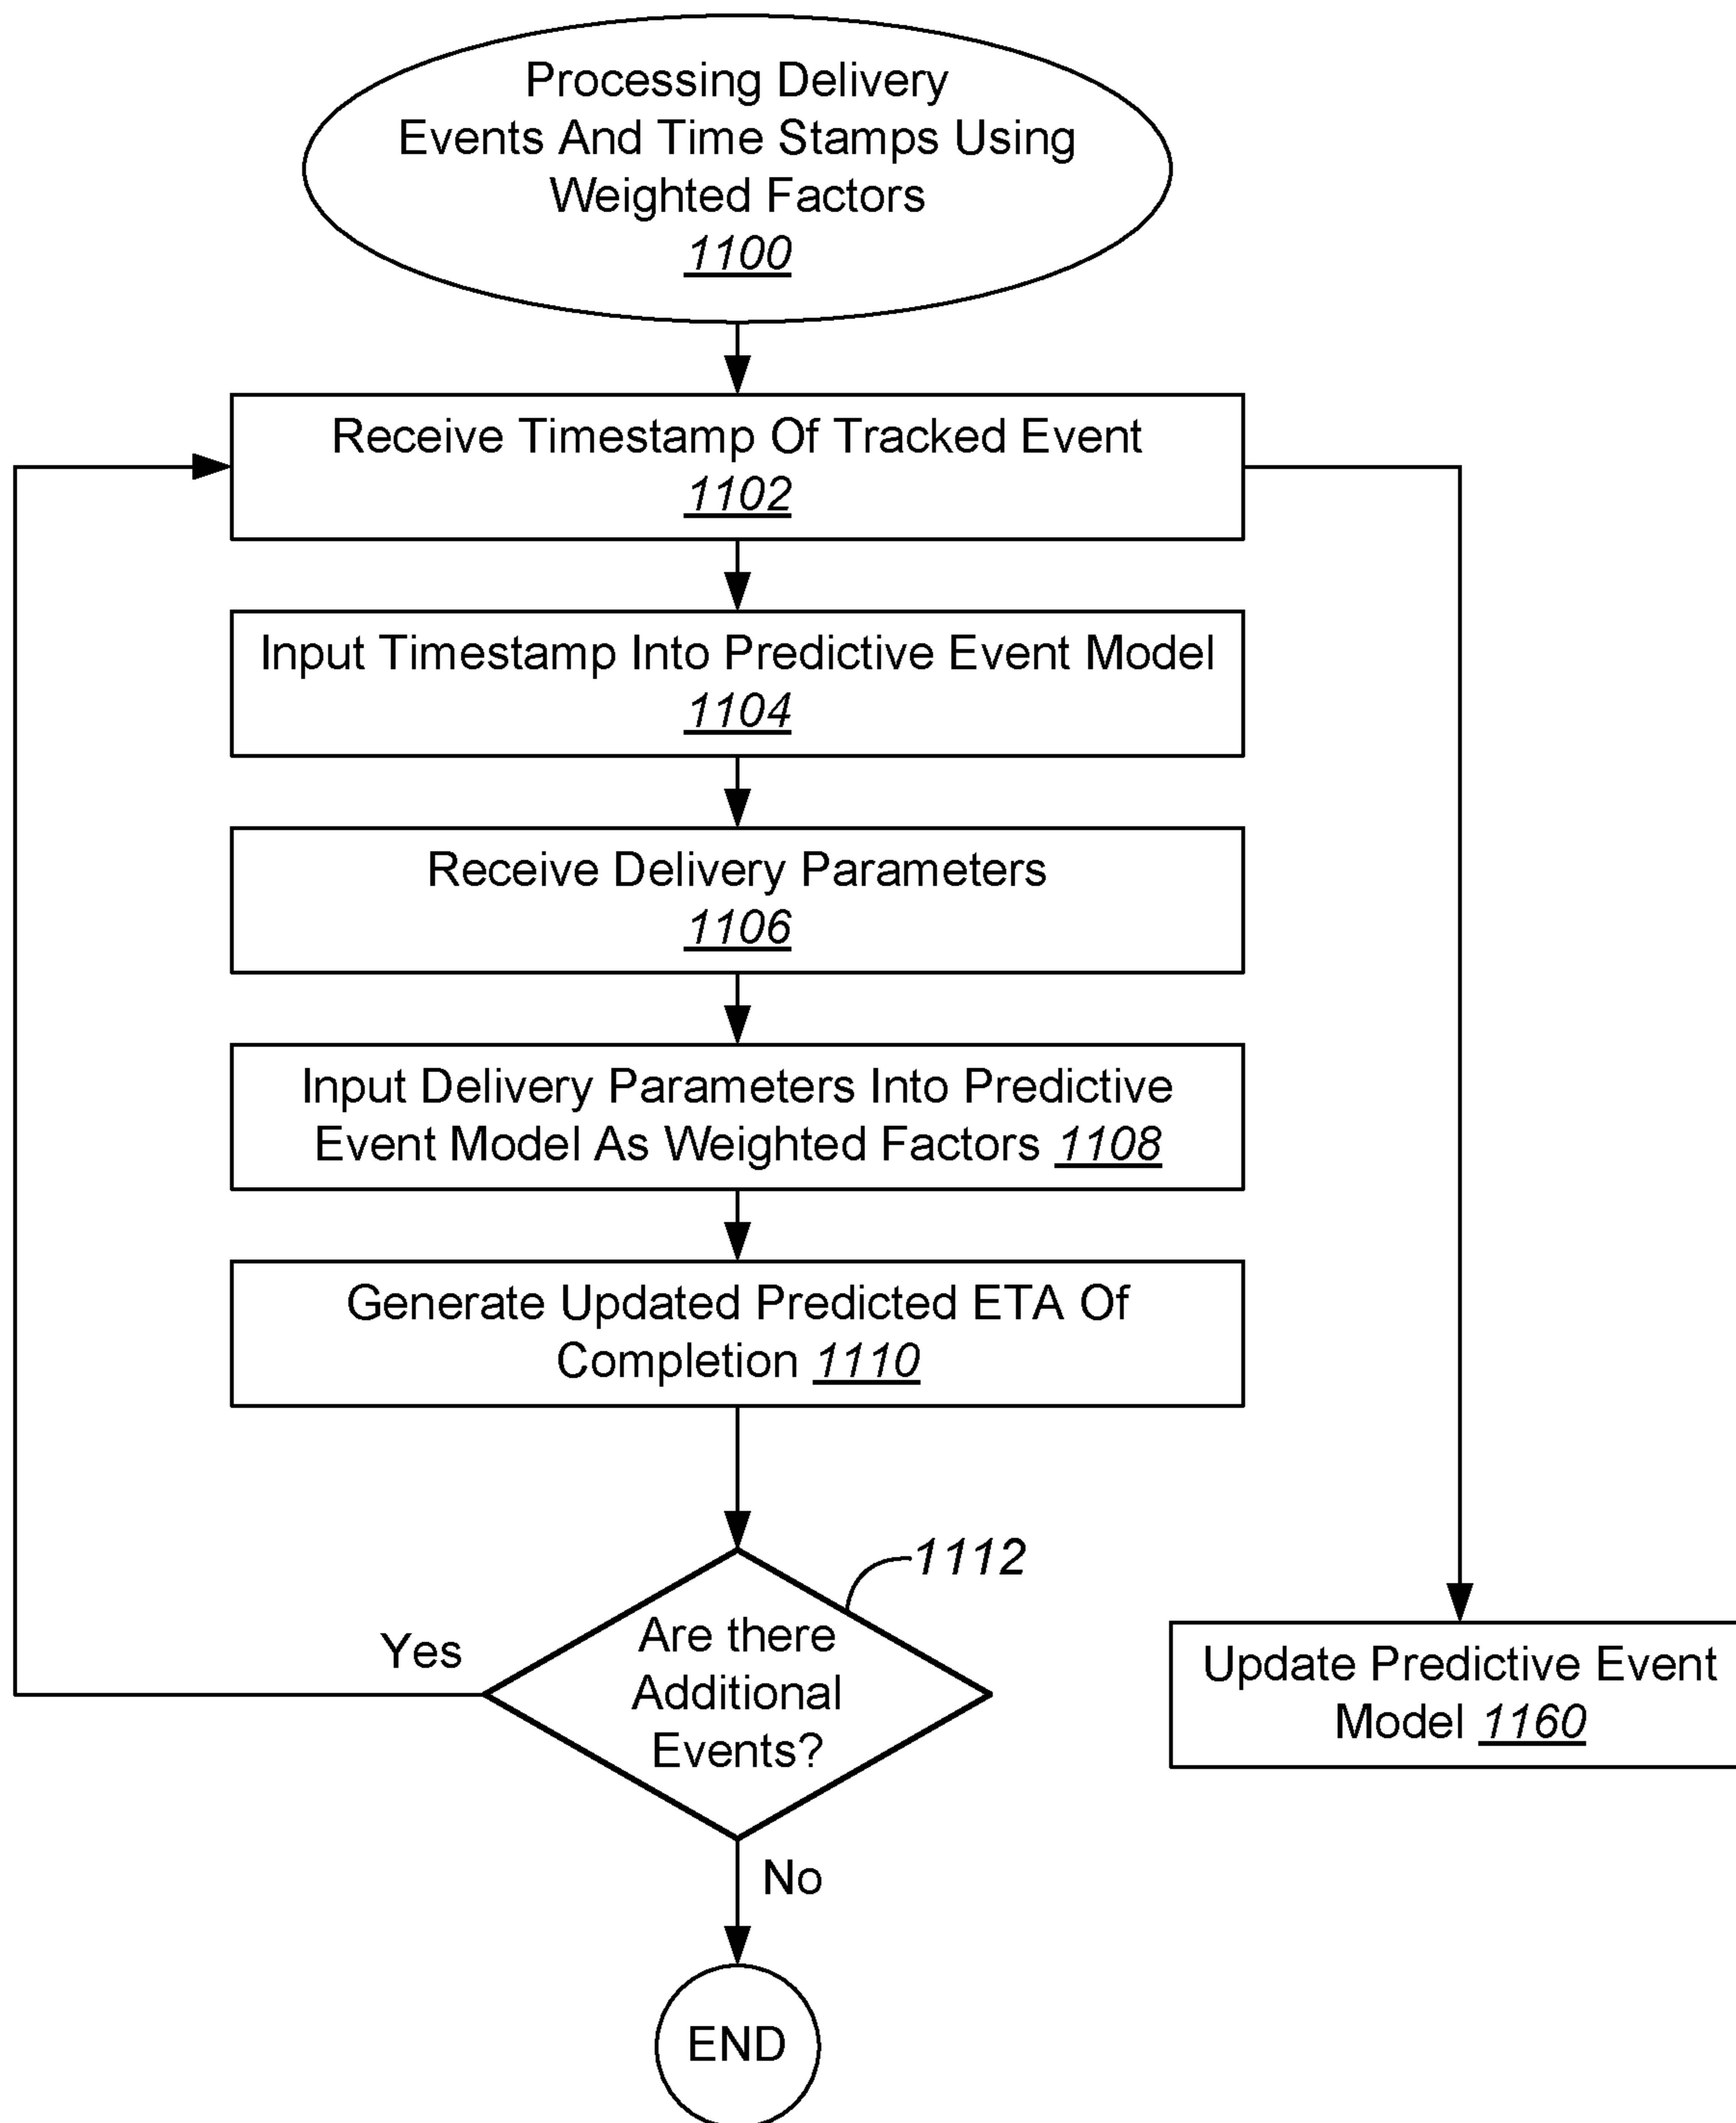 Processing Delivery
Events And Time Stamps Using
Weighted Factors
1100
Receive Timestamp Of Tracked Event
1102
Input Timestamp Into Predictive Event Model
1104
Receive Delivery Parameters
1106
Input Delivery Parameters Into Predictive
Event Model As Weighted Factors 1108
Generate Updated Predicted ETA Of
Completion 1110
1112
Are there
Additional
Events?
Yes
No
Update Predictive Event
Model 1160
END